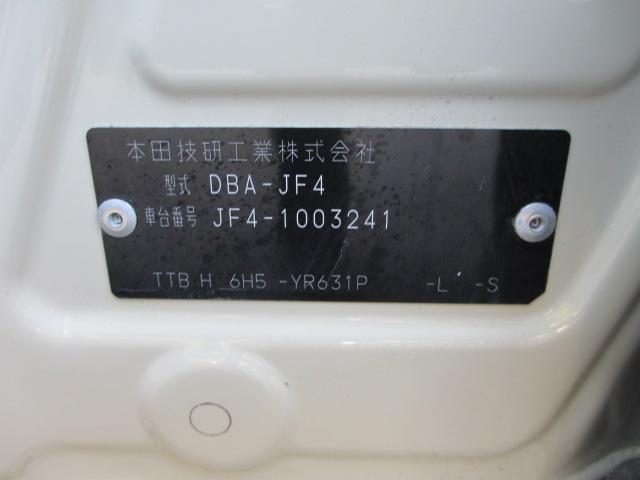 本田技研工業株式会社
型式 DBA-JF4
車台番号 JF4-1003241
TTB H 6H5 -YR631P -L -S